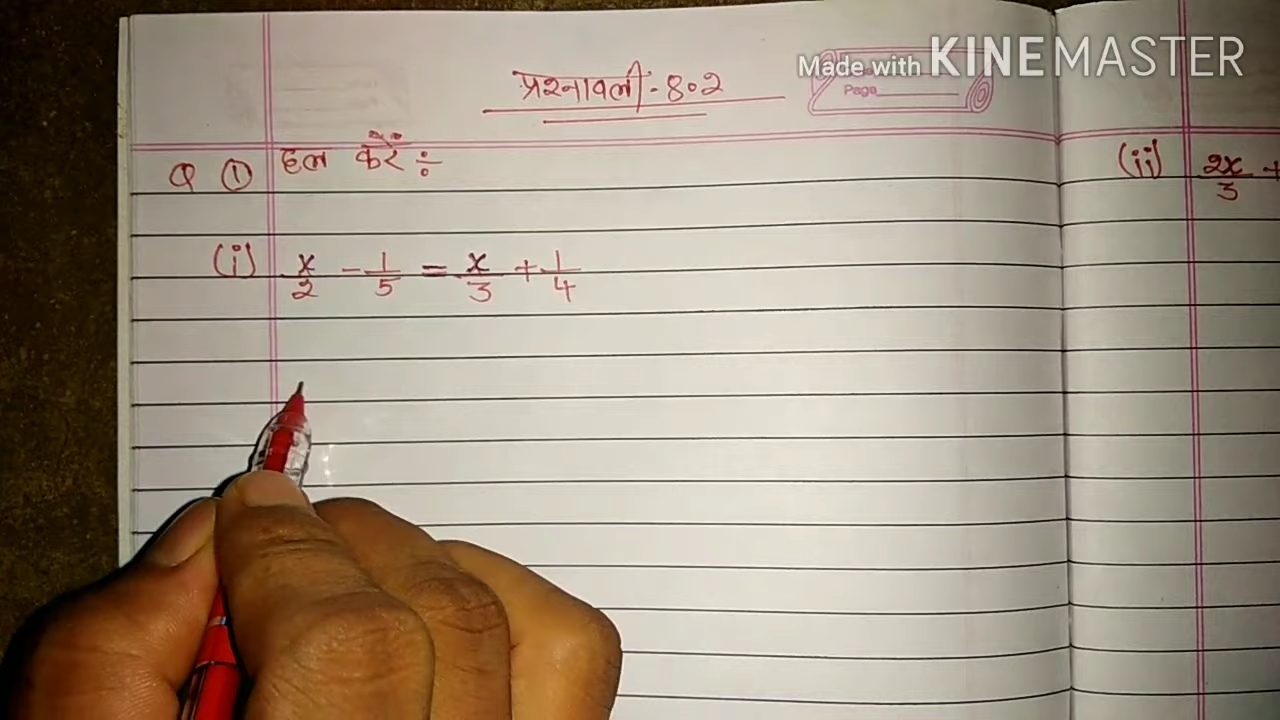 Made with KINEMASTER
Page
प्रश्नावली - 8.2
Q ① हल करें ÷
(i) x/2 - 1/5 = x/3 + 1/4
(ii) 2x/3 +